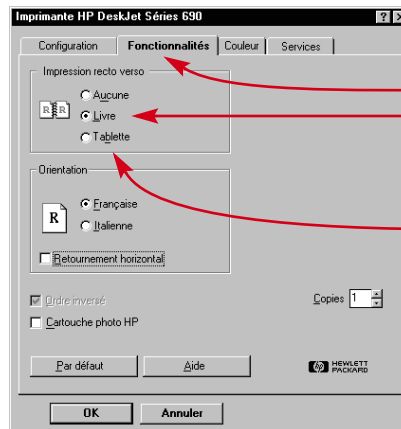 Imprimante HP DeskJet Séries 690
Configuration Fonctionnalités Couleur Services
Impression recto verso
Aucune
R R Livre
Tablette
Orientation
R Française
Italienne
Retournement horizontal
Ordre inversé Copies 1
Cartouche photo HP
Par défaut Aide hp HEWLETT
PACKARD
OK Annuler